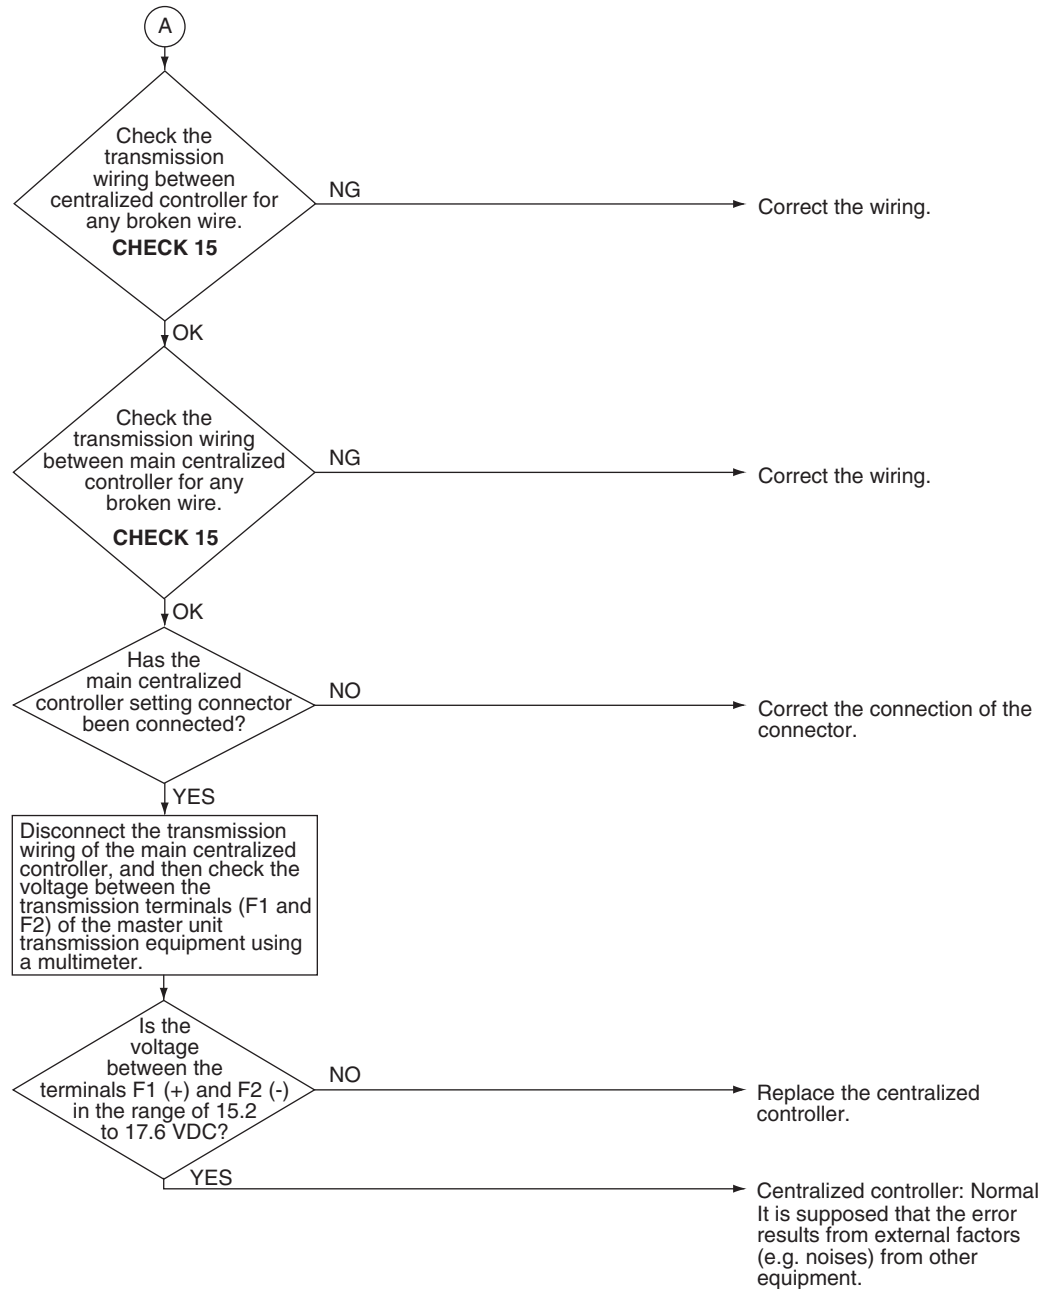 A
Check the
transmission
wiring between
centralized controller for
any broken wire.
CHECK 15
NG
Correct the wiring.
OK
Check the
transmission wiring
between main centralized
controller for any
broken wire.
CHECK 15
NG
Correct the wiring.
OK
Has the
main centralized
controller setting connector
been connected?
NO
Correct the connection of the
connector.
YES
Disconnect the transmission
wiring of the main centralized
controller, and then check the
voltage between the
transmission terminals (F1 and
F2) of the master unit
transmission equipment using
a multimeter.
Is the
voltage
between the
terminals F1 (+) and F2 (-)
in the range of 15.2
to 17.6 VDC?
NO
Replace the centralized
controller.
YES
Centralized controller: Normal
It is supposed that the error
results from external factors
(e.g. noises) from other
equipment.